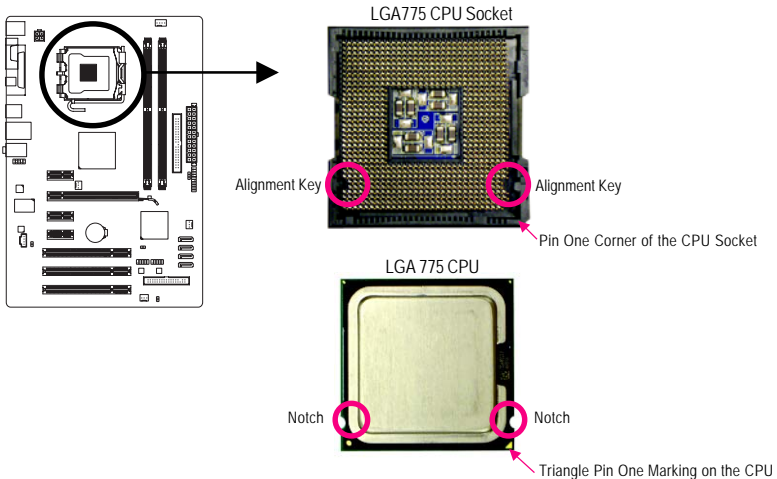 LGA775 CPU Socket
Alignment Key
Alignment Key
Pin One Corner of the CPU Socket
LGA 775 CPU
Notch
Notch
Triangle Pin One Marking on the CPU